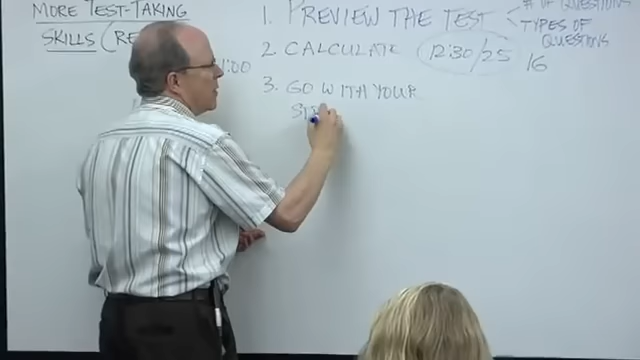 MORE TEST-TAKING
SKILLS (RE
1:00
1. PREVIEW THE TEST
# OF QUESTIONS
TYPES OF
QUESTIONS
2 CALCULATE 12:30/25 16
3. GO WITH YOUR